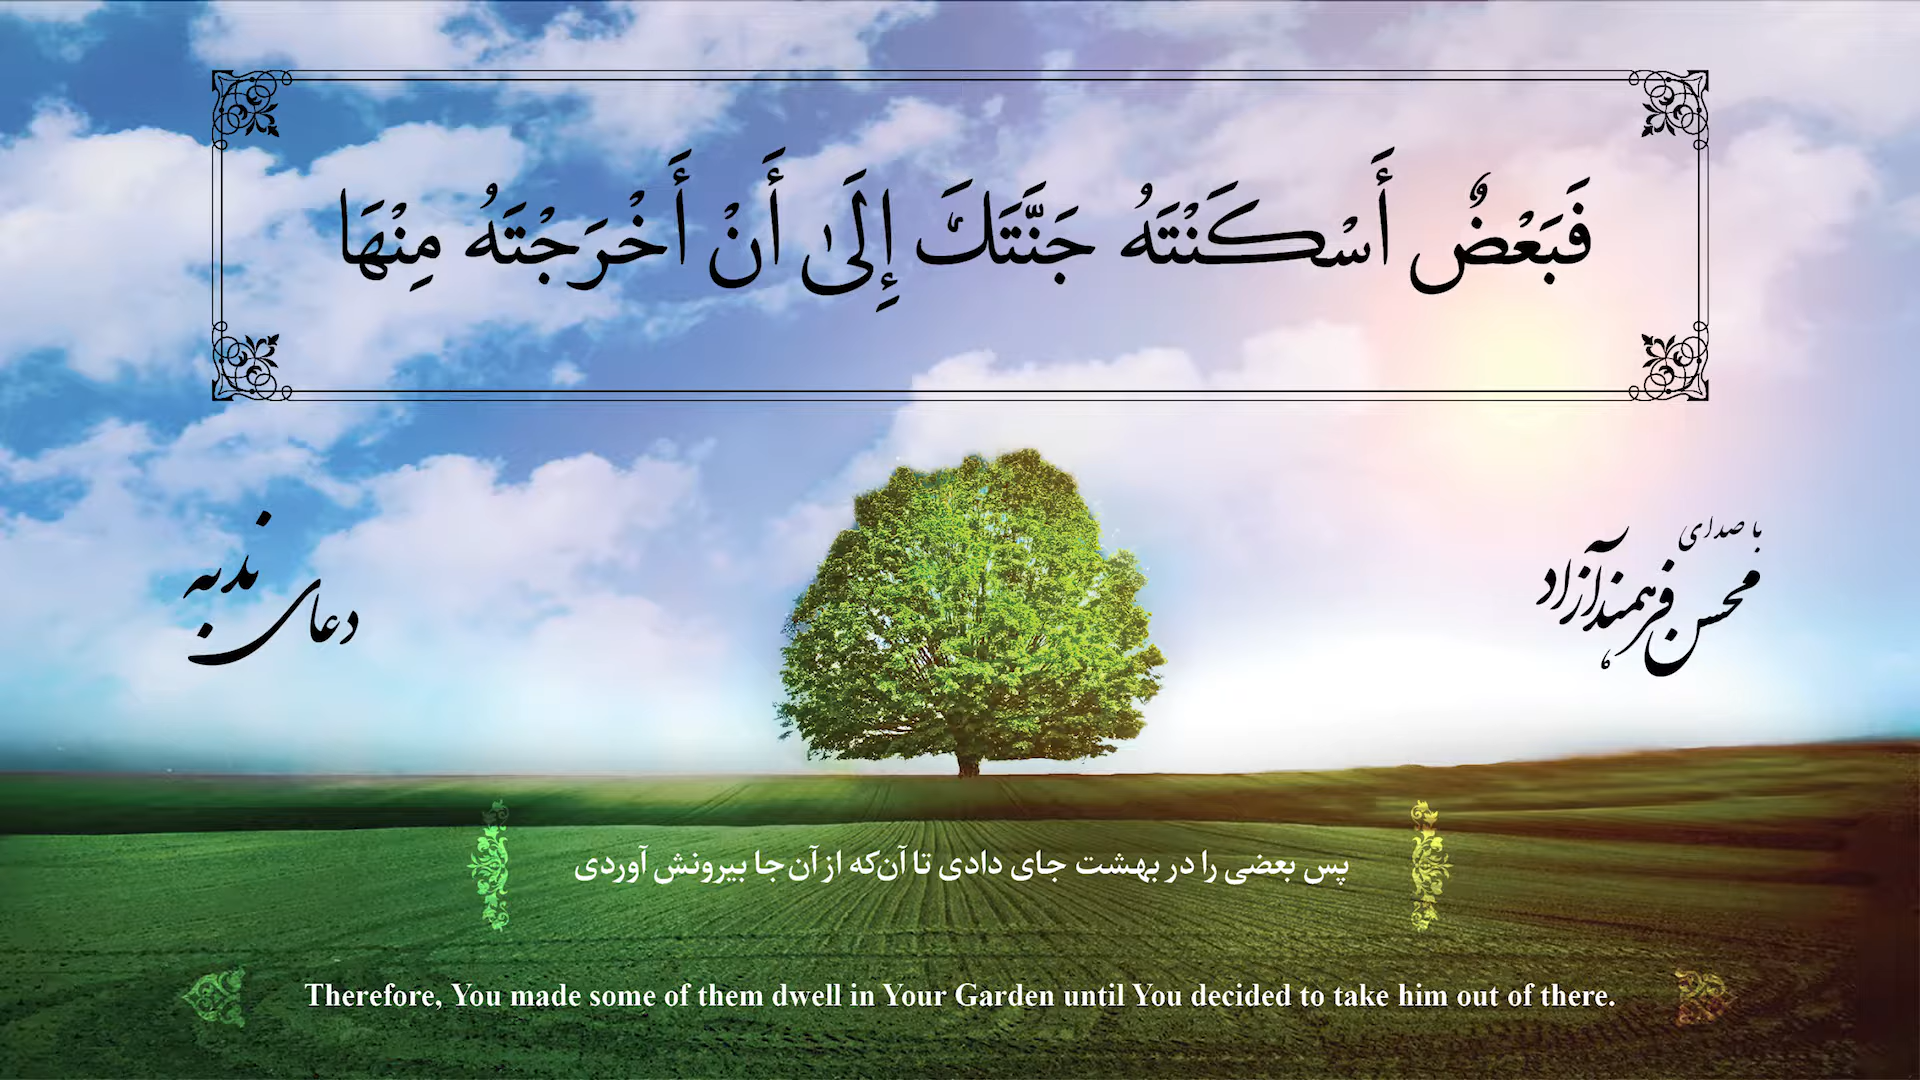 فَبَعْضٌ أَسْكَنْتَهُ جَنَّتَكَ إِلَىٰ أَنْ أَخْرَجْتَهُ مِنْهَا
با صدای
محسن فرهمندآزاد
دعای ندبه
پس بعضی را در بهشت جای دادی تا آن‌که از آن‌جا بیرونش آوردی
Therefore, You made some of them dwell in Your Garden until You decided to take him out of there.